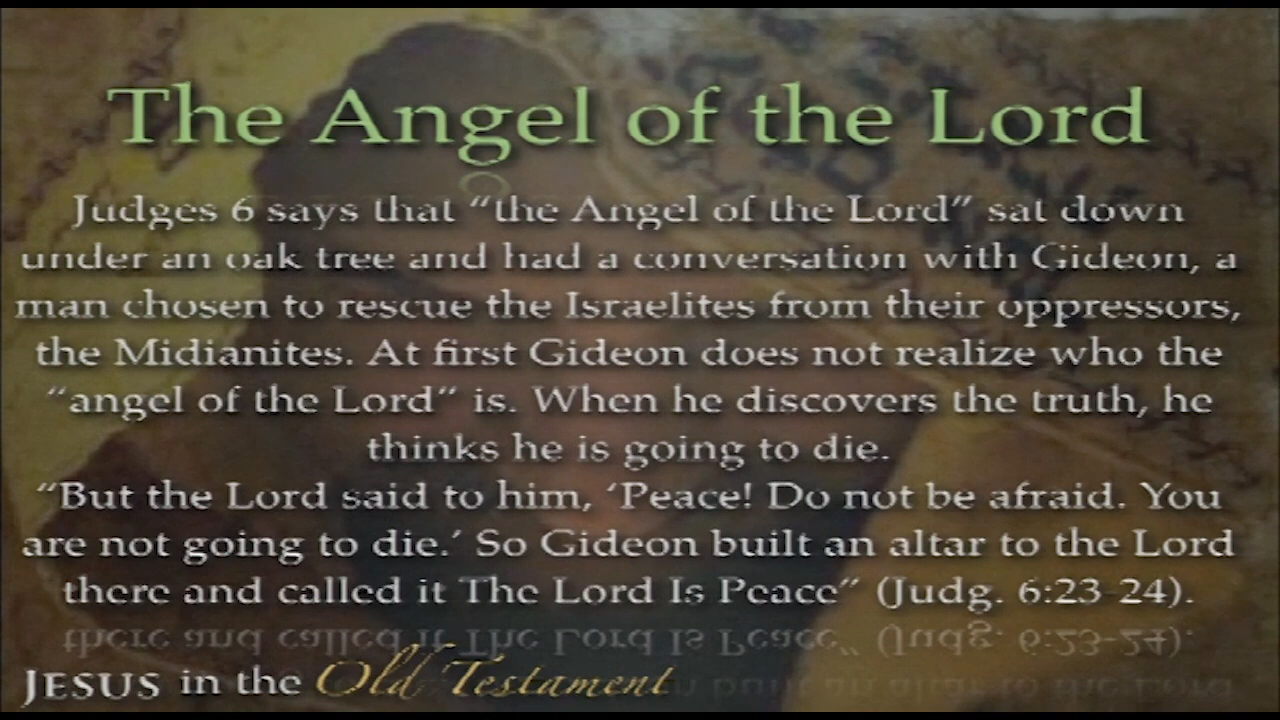 The Angel of the Lord
Judges 6 says that “the Angel of the Lord” sat down
under an oak tree and had a conversation with Gideon, a
man chosen to rescue the Israelites from their oppressors,
the Midianites. At first Gideon does not realize who the
“angel of the Lord” is. When he discovers the truth, he
thinks he is going to die.
“But the Lord said to him, ‘Peace! Do not be afraid. You
are not going to die.’ So Gideon built an altar to the Lord
there and called it The Lord Is Peace” (Judg. 6:23-24).
JESUS in the Old Testament